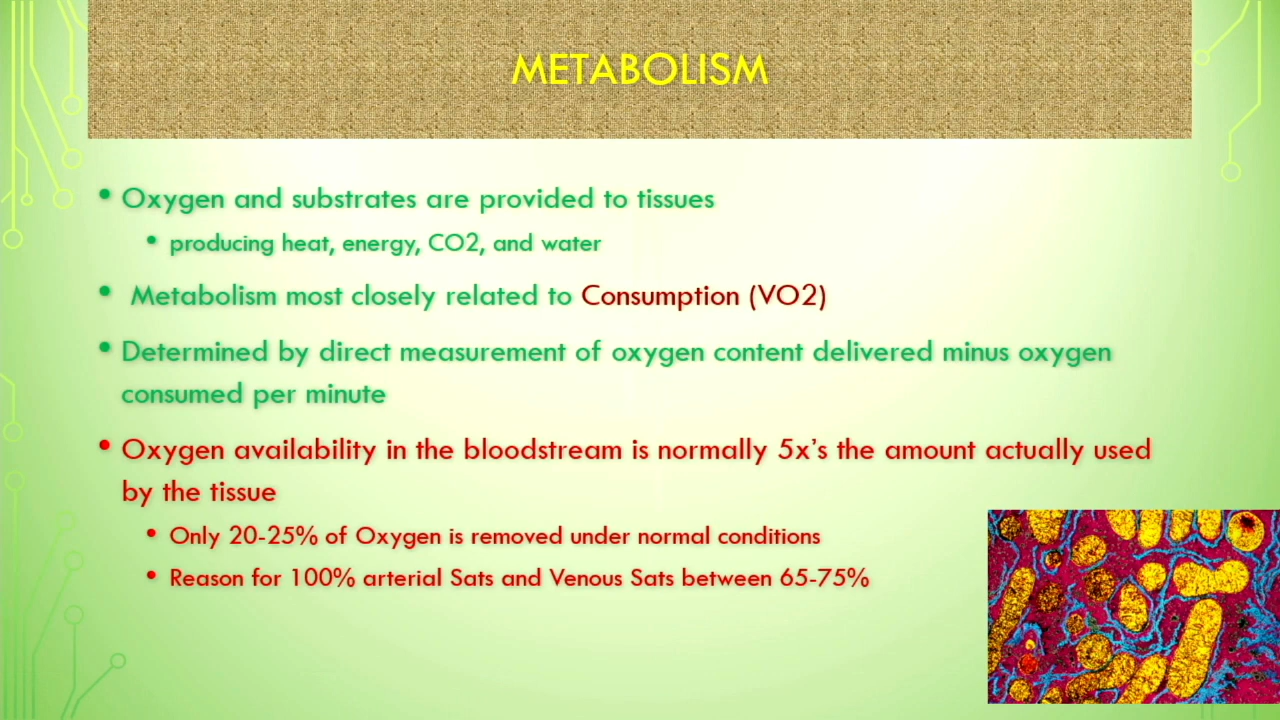 METABOLISM
• Oxygen and substrates are provided to tissues
• producing heat, energy, CO2, and water
• Metabolism most closely related to Consumption (VO2)
• Determined by direct measurement of oxygen content delivered minus oxygen
consumed per minute
• Oxygen availability in the bloodstream is normally 5x’s the amount actually used
by the tissue
• Only 20-25% of Oxygen is removed under normal conditions
• Reason for 100% arterial Sats and Venous Sats between 65-75%